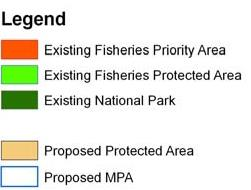 Legend
Existing Fisheries Priority Area
Existing Fisheries Protected Area
Existing National Park
Proposed Protected Area
Proposed MPA